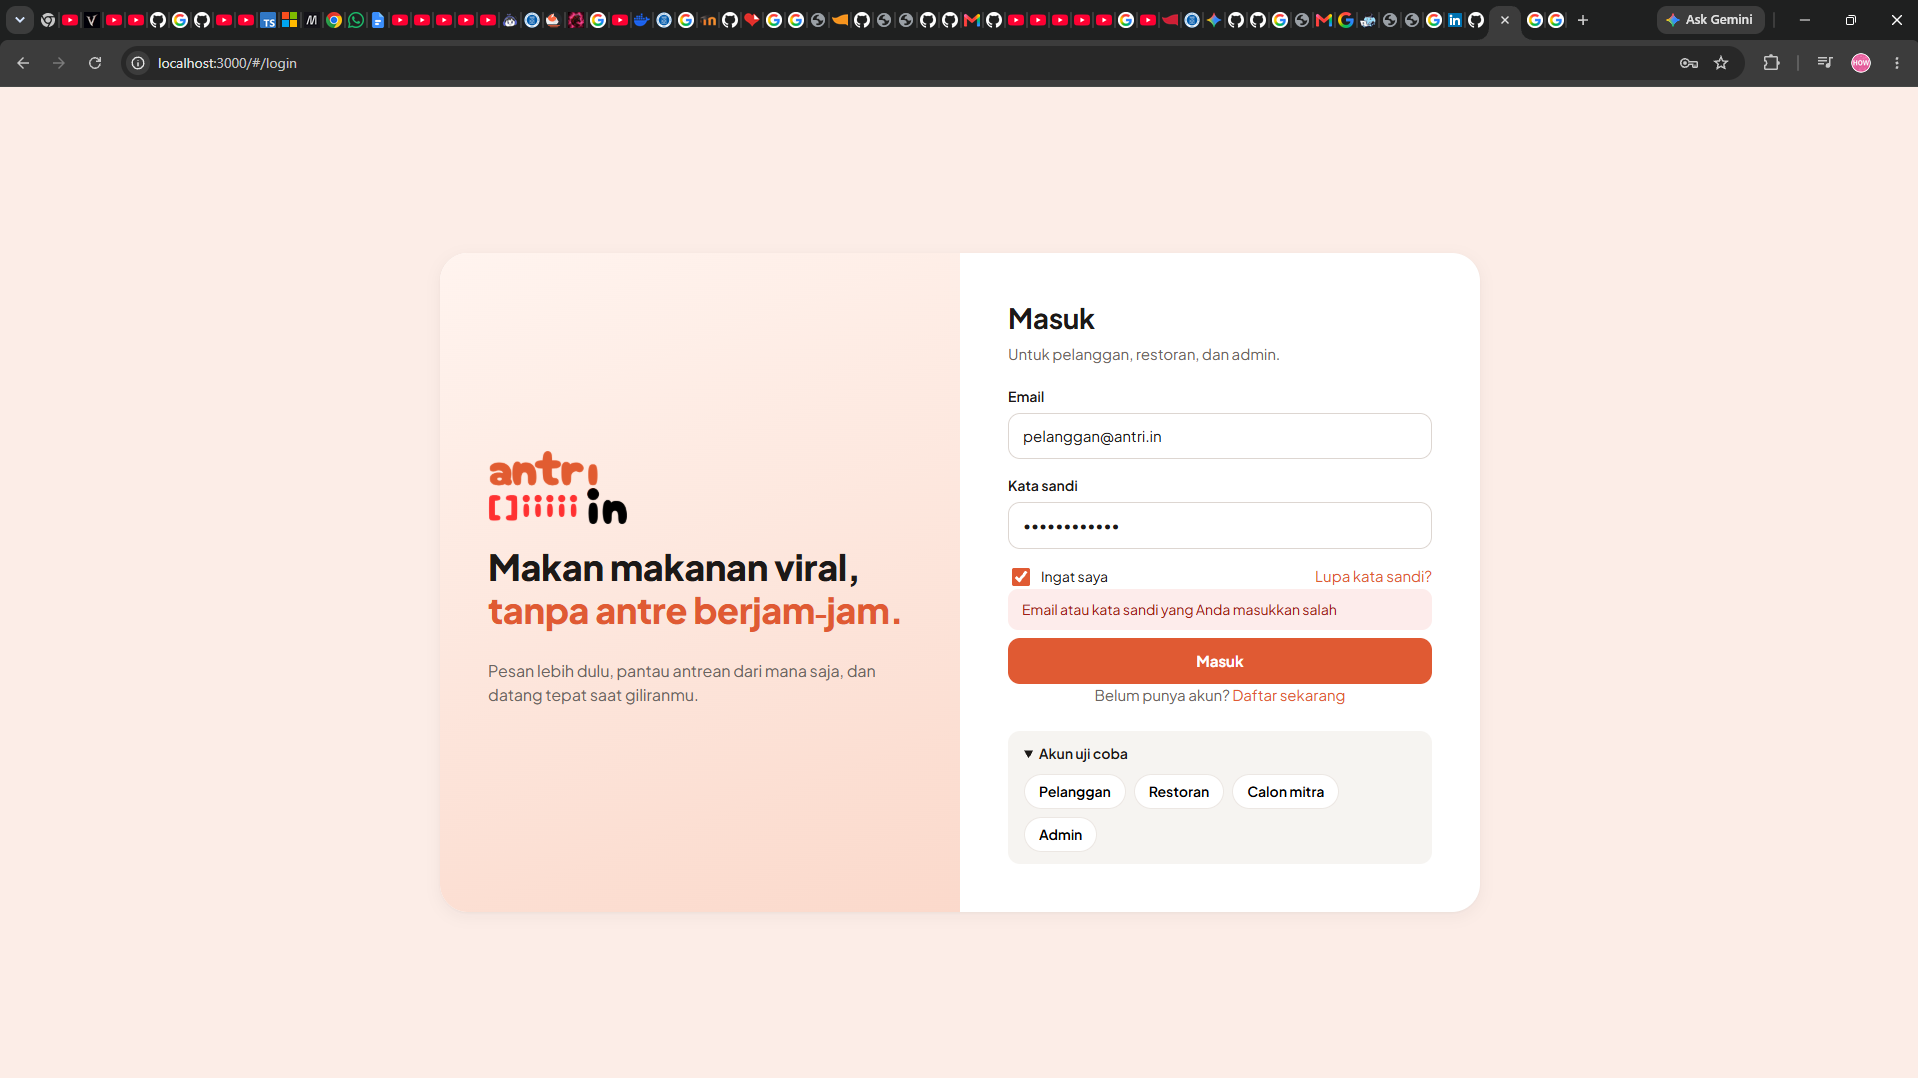 Ask Gemini
localhost:3000/#/login
HOW
antri
[]iiiii in
Makan makanan viral,
tanpa antre berjam-jam.
Pesan lebih dulu, pantau antrean dari mana saja, dan
datang tepat saat giliranmu.
Masuk
Untuk pelanggan, restoran, dan admin.
Email
pelanggan@antri.in
Kata sandi
••••••••••••
Ingat saya
Lupa kata sandi?
Email atau kata sandi yang Anda masukkan salah
Masuk
Belum punya akun? Daftar sekarang
Akun uji coba
Pelanggan
Restoran
Calon mitra
Admin